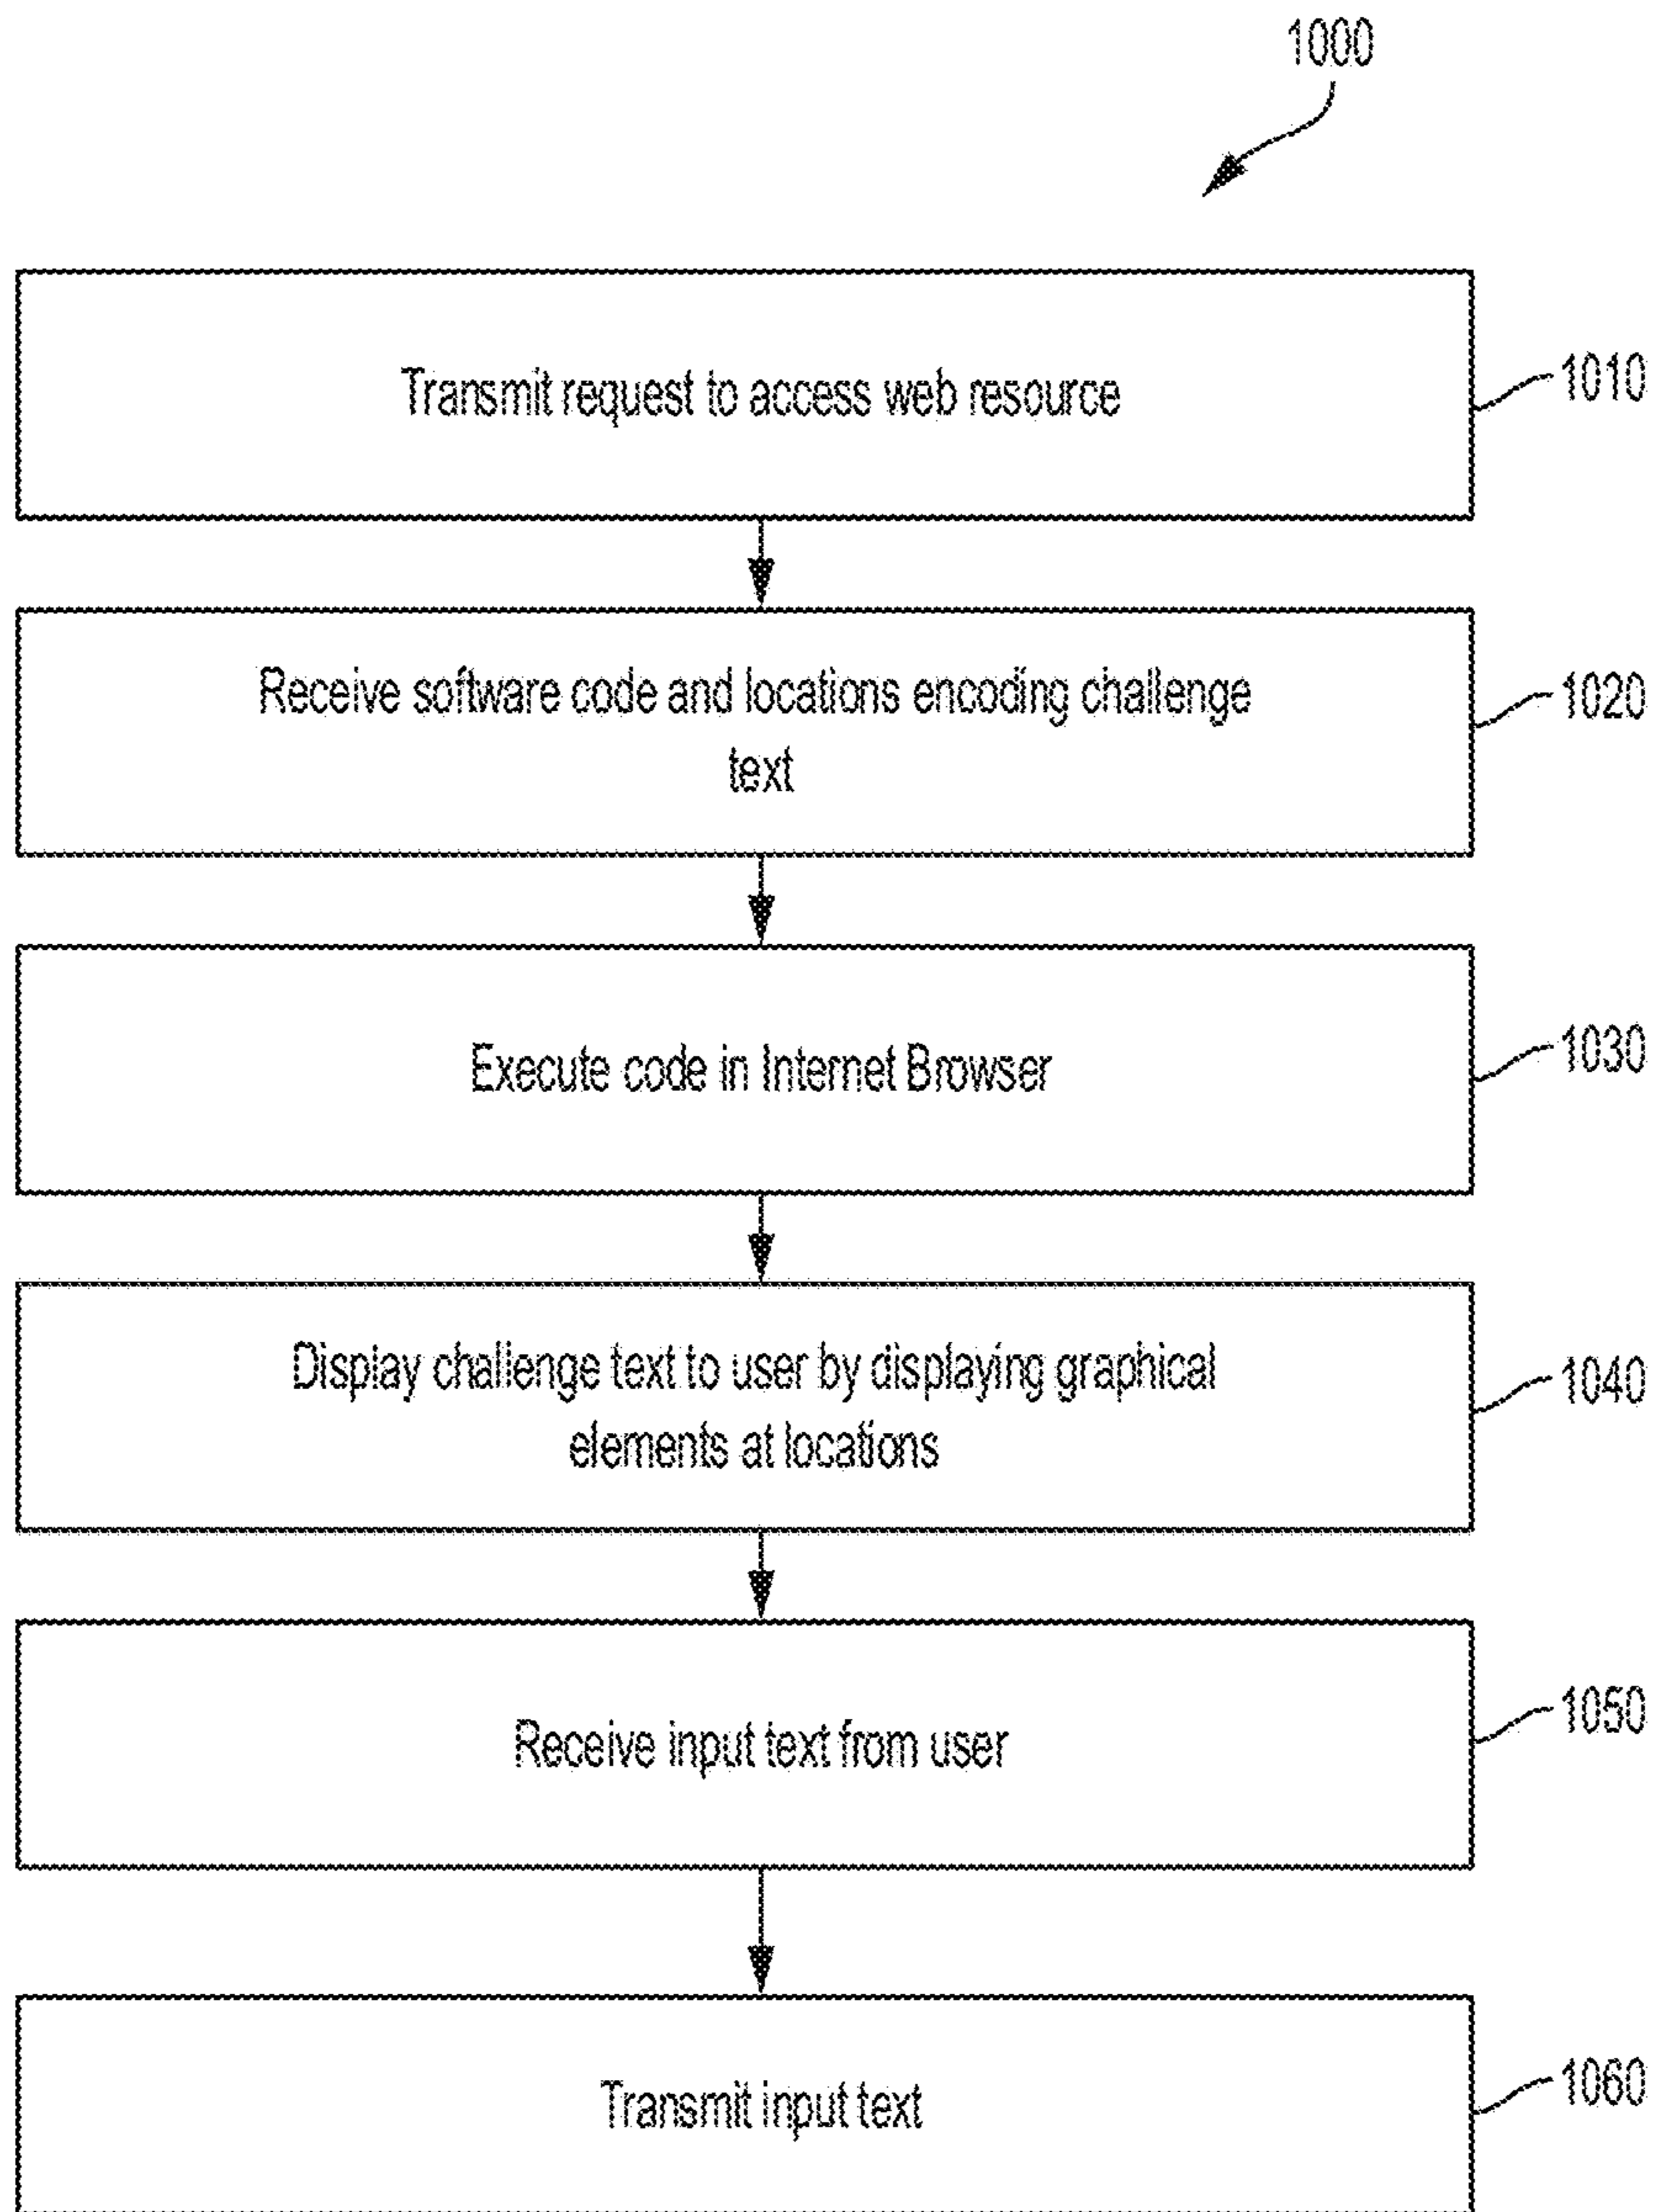 1000
Transmit request to access web resource
1010
Receive software code and locations encoding challenge
text
1020
Execute code in Internet Browser
1030
Display challenge text to user by displaying graphical
elements at locations
1040
Receive input text from user
1050
Transmit input text
1060